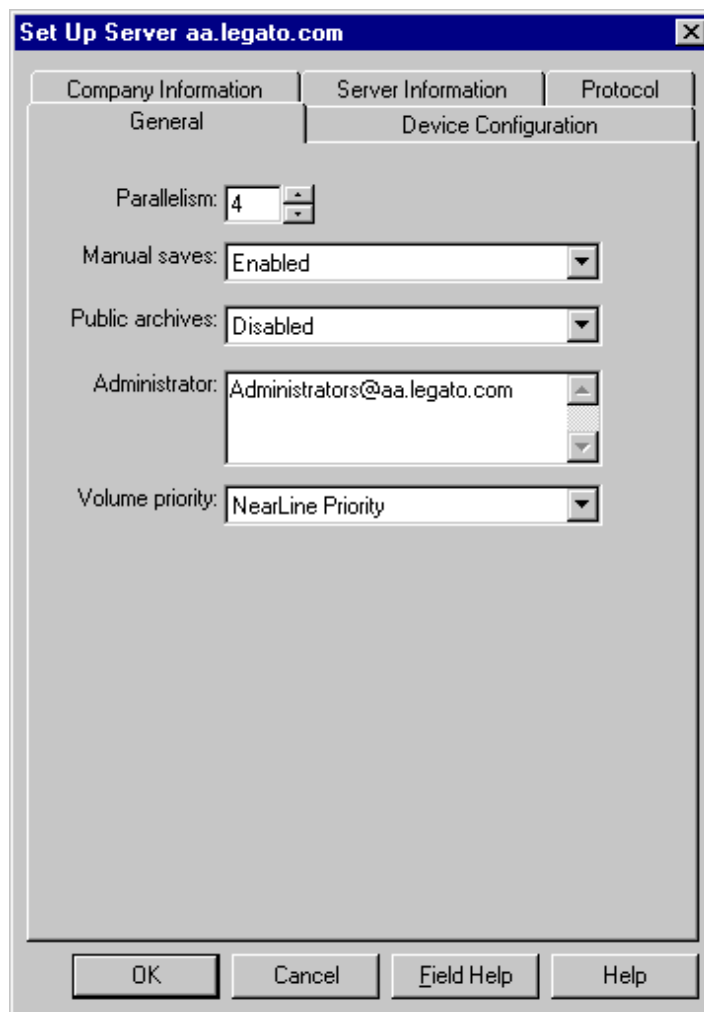 Set Up Server aa.legato.com
Company Information Server Information Protocol
General Device Configuration
Parallelism: 4
Manual saves: Enabled
Public archives: Disabled
Administrator: Administrators@aa.legato.com
Volume priority: NearLine Priority
OK Cancel Field Help Help